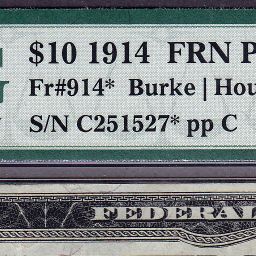 $10 1914 FRN P
Fr#914* Burke | Hou
S/N C251527* pp C
FEDERAL